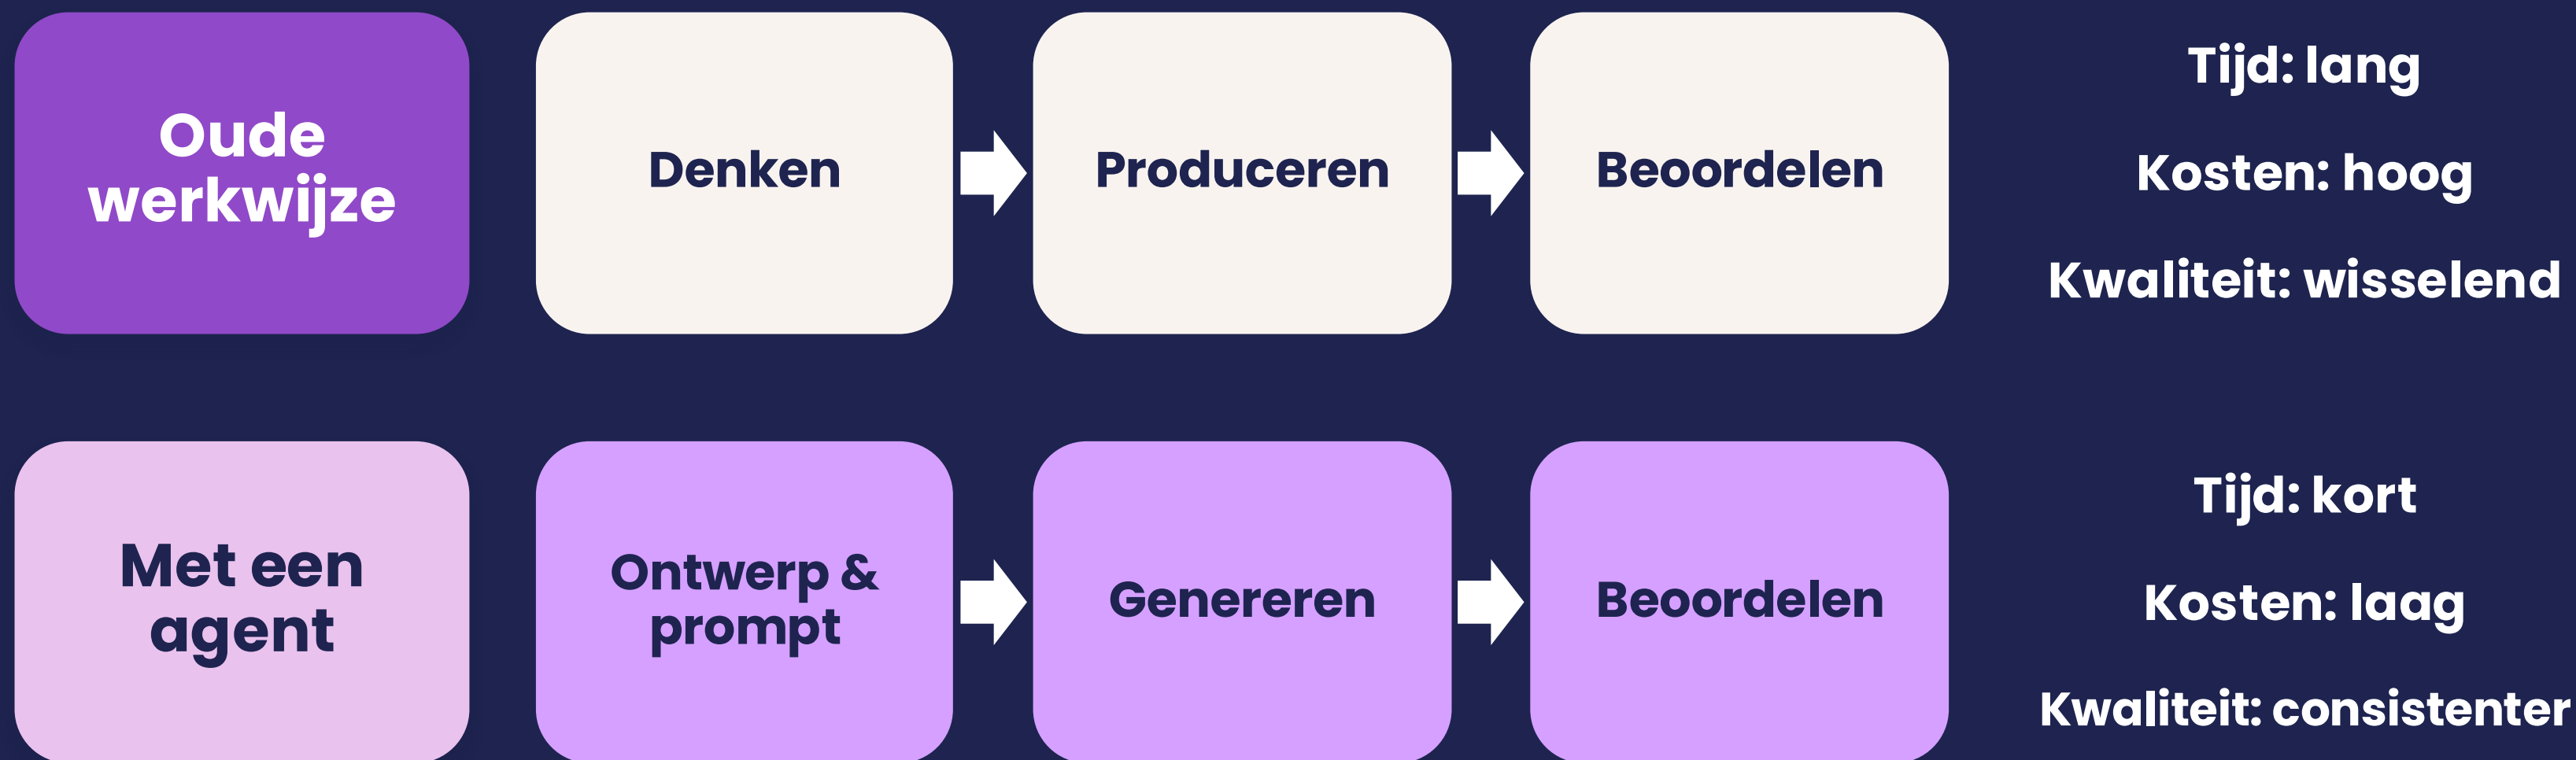 Oude
werkwijze
Denken
Produceren
Beoordelen
Tijd: lang
Kosten: hoog
Kwaliteit: wisselend
Met een
agent
Ontwerp &
prompt
Genereren
Beoordelen
Tijd: kort
Kosten: laag
Kwaliteit: consistenter